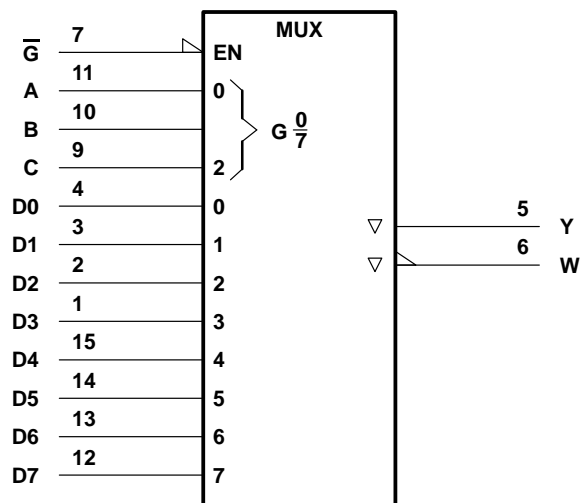 MUX
G̅ 7 EN
A 11 0
B 10
G 0/7
C 9 2
D0 4 0
D1 3 1
D2 2 2
D3 1 3
D4 15 4
D5 14 5
D6 13 6
D7 12 7
5 Y
6 W